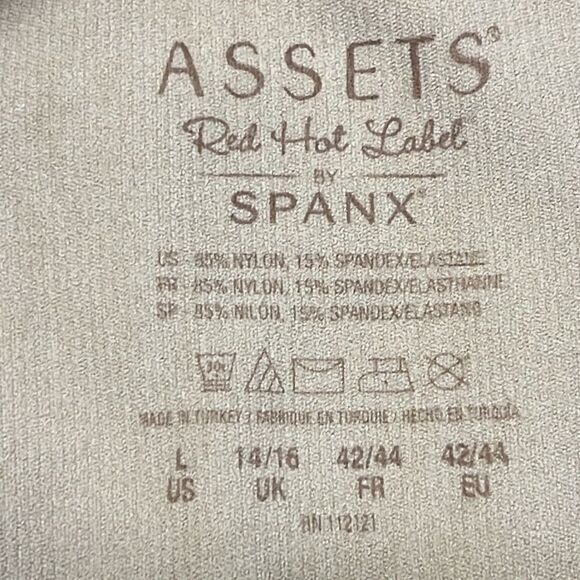 ASSETS®
Red Hot Label
BY
SPANX®
US - 85% NYLON, 15% SPANDEX/ELASTANE
FR - 85% NYLON, 15% SPANDEX/ELASTHANNE
SP - 85% NILON, 15% SPANDEX/ELASTANO
MADE IN TURKEY / FABRIQUE EN TURQUIE / HECHO EN TURQUIA
L 14/16 42/44 42/44
US UK FR EU
RN 112121